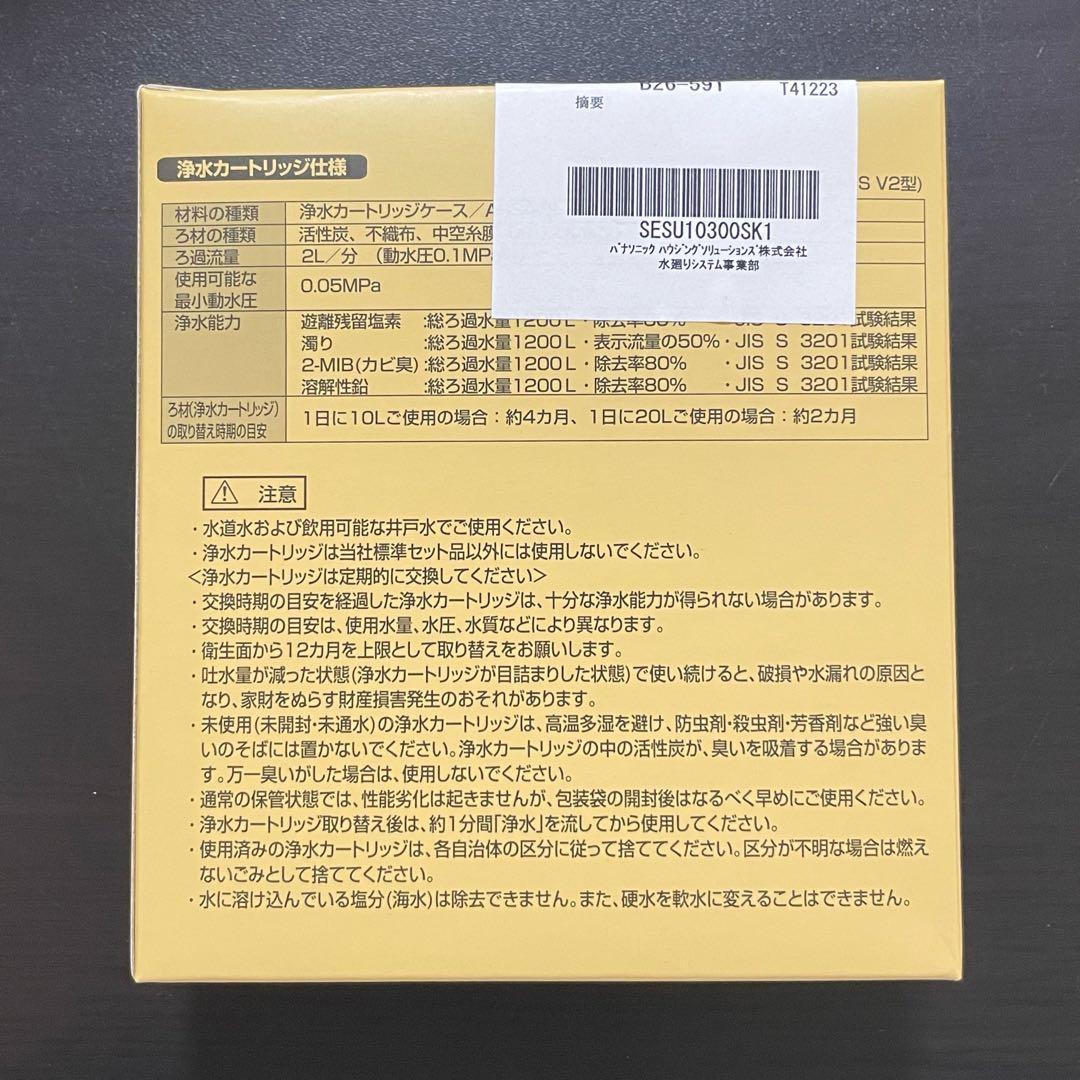 B26-591
T41223
摘要
SESU10300SK1
パナソニック ハウジングソリューションズ株式会社
水廻りシステム事業部
浄水カートリッジ仕様
S V2型)
材料の種類 浄水カートリッジケース／A
ろ材の種類 活性炭、不織布、中空糸膜
ろ過流量 2L／分 (動水圧0.1MPa
使用可能な最小動水圧 0.05MPa
浄水能力 遊離残留塩素 :総ろ過水量1200L・除去率80% ・JIS S 3201試験結果
濁り :総ろ過水量1200L・表示流量の50%・JIS S 3201試験結果
2-MIB(カビ臭):総ろ過水量1200L・除去率80% ・JIS S 3201試験結果
溶解性鉛 :総ろ過水量1200L・除去率80% ・JIS S 3201試験結果
ろ材(浄水カートリッジ)の取り替え時期の目安 1日に10Lご使用の場合：約4カ月、1日に20Lご使用の場合：約2カ月
注意
・水道水および飲用可能な井戸水でご使用ください。
・浄水カートリッジは当社標準セット品以外には使用しないでください。
＜浄水カートリッジは定期的に交換してください＞
・交換時期の目安を経過した浄水カートリッジは、十分な浄水能力が得られない場合があります。
・交換時期の目安は、使用水量、水圧、水質などにより異なります。
・衛生面から12カ月を上限として取り替えをお願いします。
・吐水量が減った状態(浄水カートリッジが目詰まりした状態)で使い続けると、破損や水漏れの原因と
なり、家財をぬらす財産損害発生のおそれがあります。
・未使用(未開封・未通水)の浄水カートリッジは、高温多湿を避け、防虫剤・殺虫剤・芳香剤など強い臭
いのそばには置かないでください。浄水カートリッジの中の活性炭が、臭いを吸着する場合がありま
す。万一臭いがした場合は、使用しないでください。
・通常の保管状態では、性能劣化は起きませんが、包装袋の開封後はなるべく早めにご使用ください。
・浄水カートリッジ取り替え後は、約1分間「浄水」を流してから使用してください。
・使用済みの浄水カートリッジは、各自治体の区分に従って捨ててください。区分が不明な場合は燃え
ないごみとして捨ててください。
・水に溶け込んでいる塩分(海水)は除去できません。また、硬水を軟水に変えることはできません。